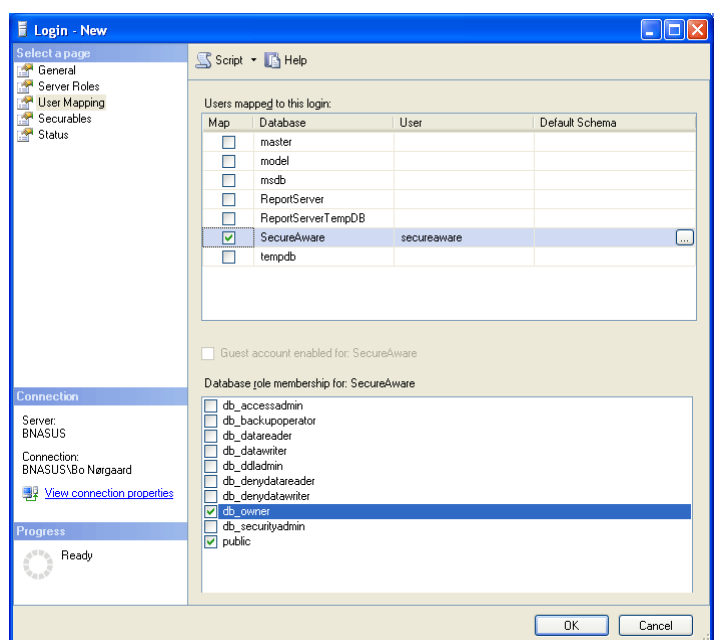 Login - New
Select a page
General
Server Roles
User Mapping
Securables
Status
Script
Help
Users mapped to this login:
Map Database User Default Schema
master
model
msdb
ReportServer
ReportServerTempDB
SecureAware secureaware ...
tempdb
Guest account enabled for: SecureAware
Database role membership for: SecureAware
db_accessadmin
db_backupoperator
db_datareader
db_datawriter
db_ddladmin
db_denydatareader
db_denydatawriter
db_owner
db_securityadmin
public
Connection
Server:
BNASUS
Connection:
BNASUS\Bo Nørgaard
View connection properties
Progress
Ready
OK Cancel